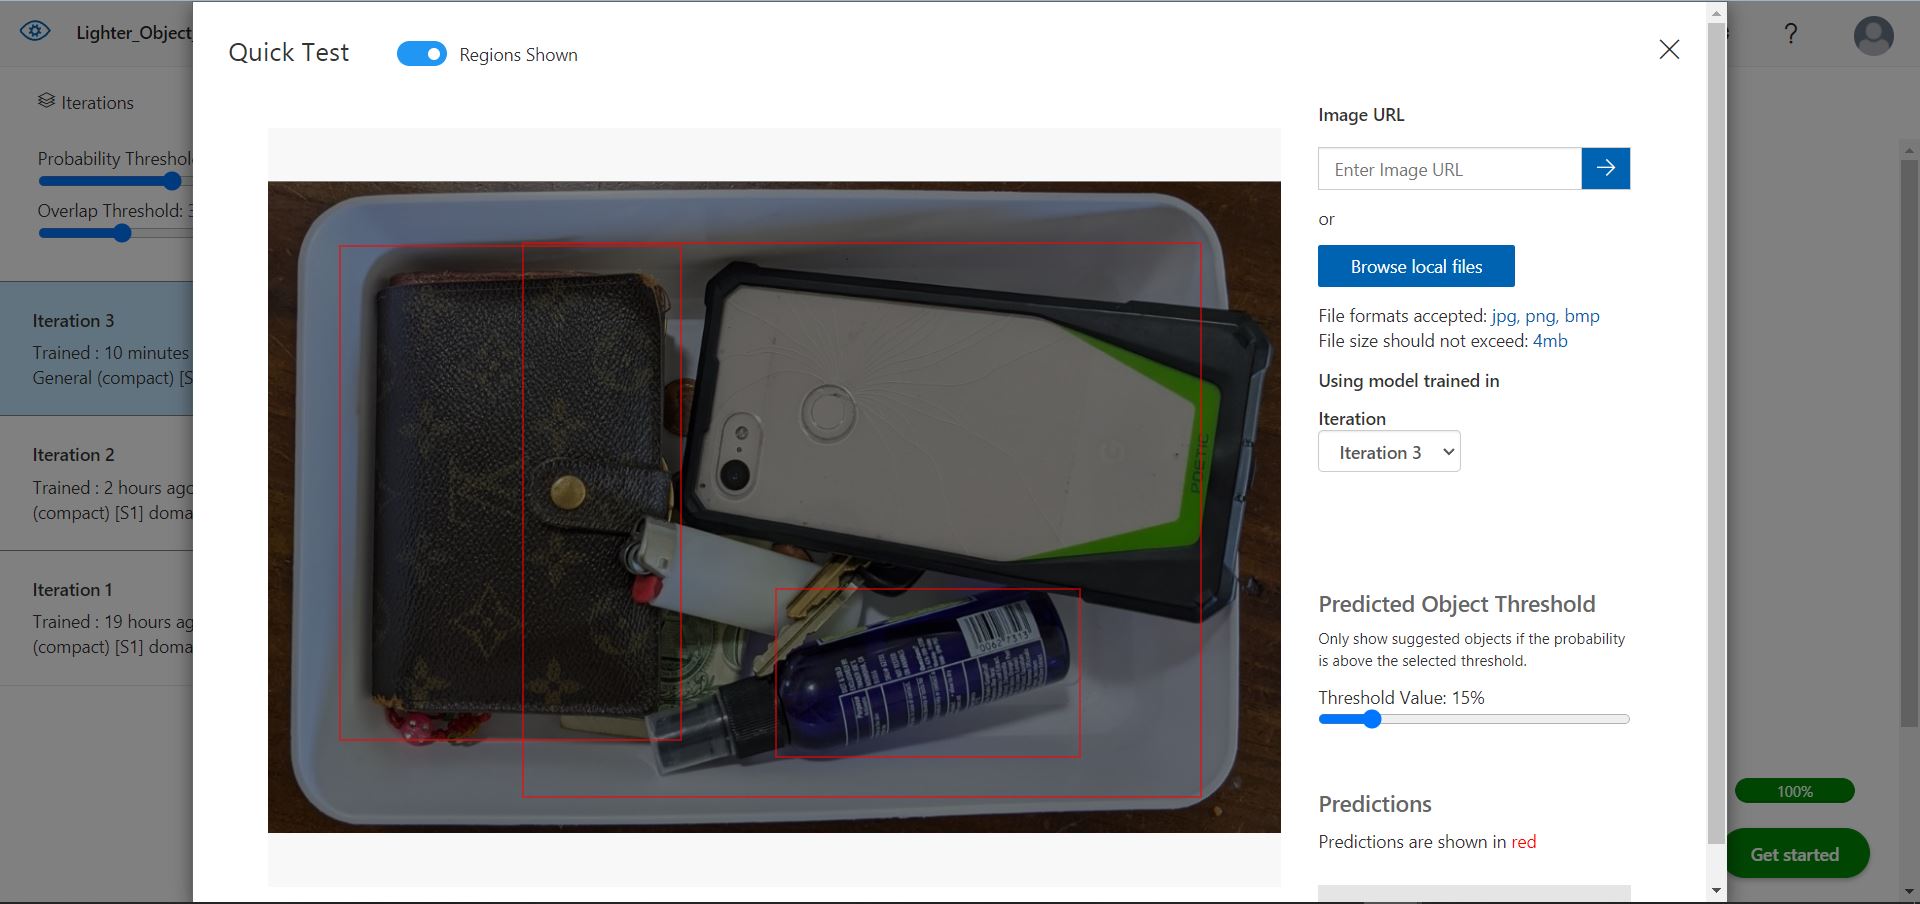 Lighter_Object
?
Quick Test
Regions Shown
Iterations
Probability Threshol
Overlap Threshold: 3
Iteration 3
Trained : 10 minutes
General (compact) [S
Iteration 2
Trained : 2 hours ago
(compact) [S1] doma
Iteration 1
Trained : 19 hours ag
(compact) [S1] doma
POETIC
G
0062 7313
Image URL
Enter Image URL
or
Browse local files
File formats accepted: jpg, png, bmp
File size should not exceed: 4mb
Using model trained in
Iteration
Iteration 3
Predicted Object Threshold
Only show suggested objects if the probability
is above the selected threshold.
Threshold Value: 15%
Predictions
Predictions are shown in red
100%
Get started